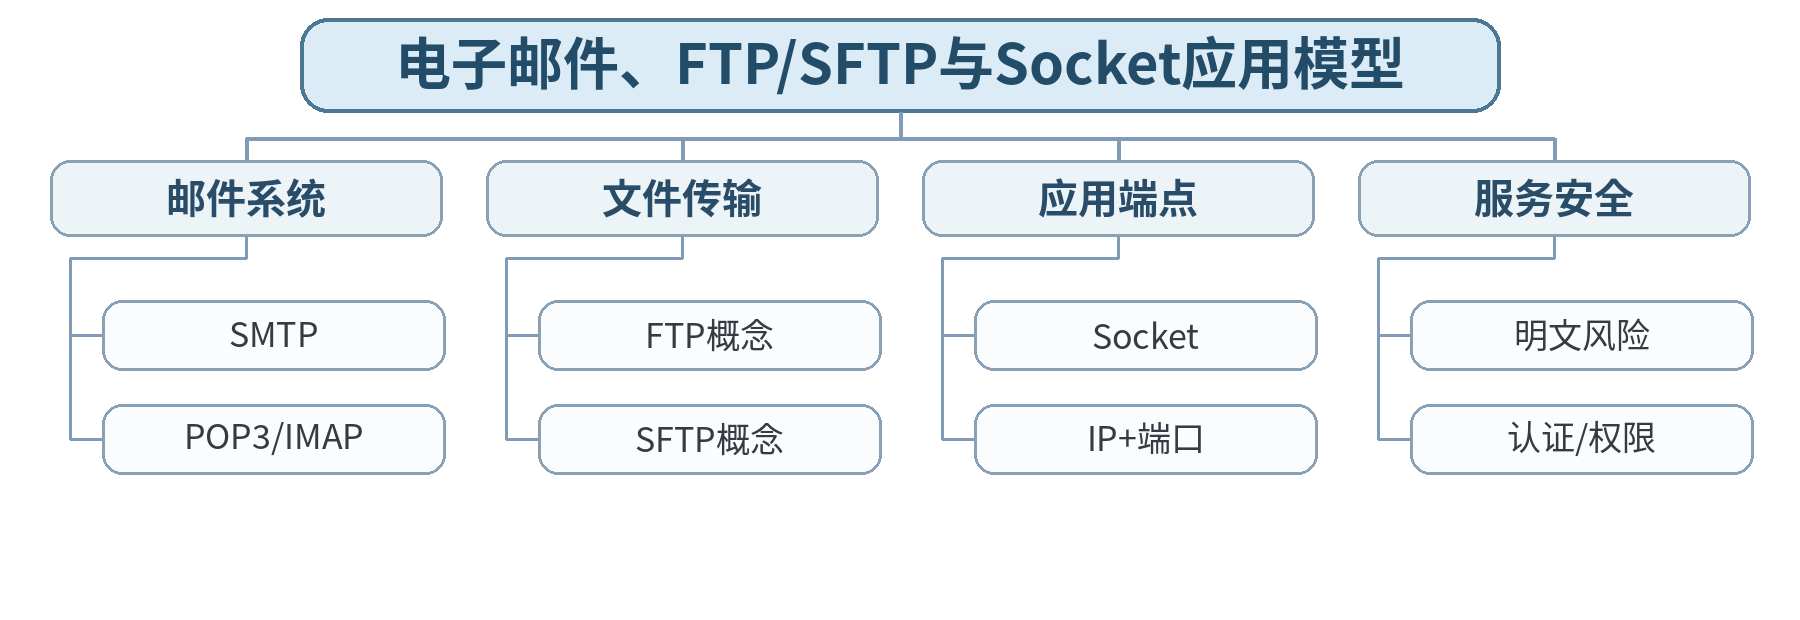 电子邮件、FTP/SFTP与Socket应用模型
邮件系统
文件传输
应用端点
服务安全
SMTP
FTP概念
Socket
明文风险
POP3/IMAP
SFTP概念
IP+端口
认证/权限